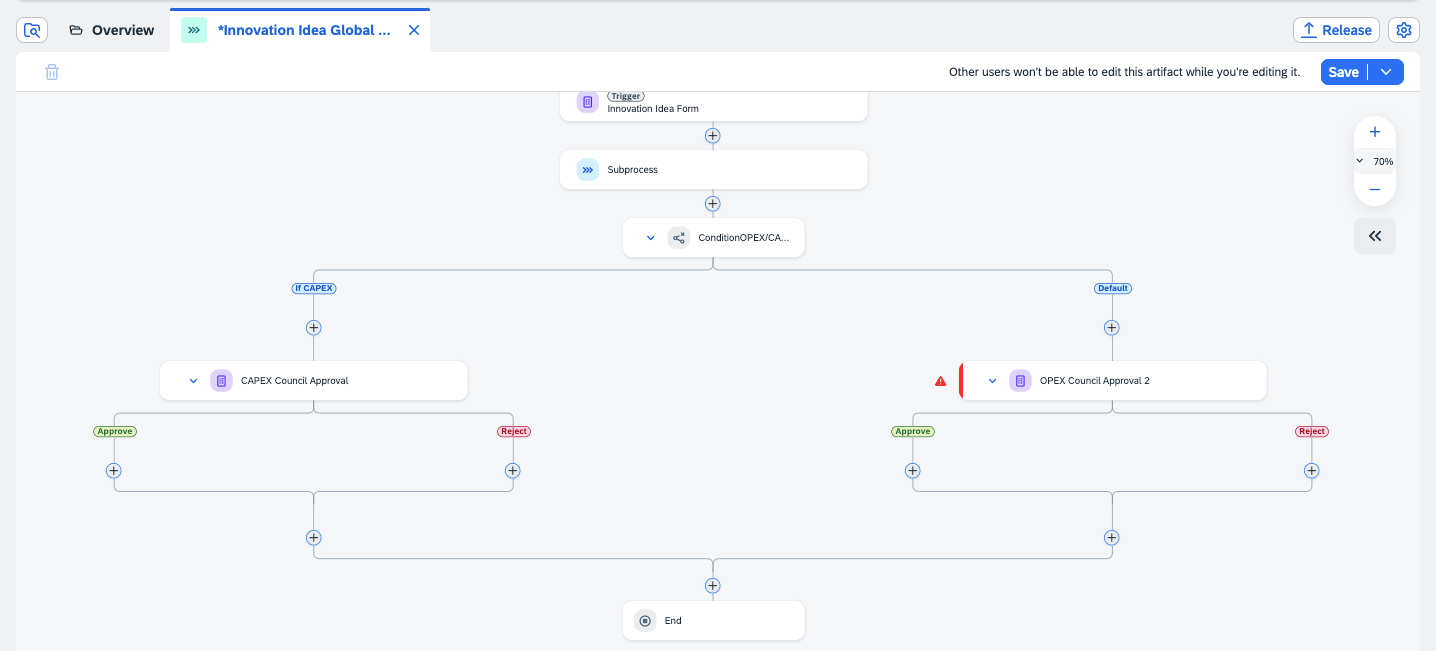 Overview
*Innovation Idea Global ...
Release
Other users won't be able to edit this artifact while you're editing it.
Save
Trigger
Innovation Idea Form
70%
Subprocess
ConditionOPEX/CA...
If CAPEX
Default
CAPEX Council Approval
OPEX Council Approval 2
Approve
Reject
Approve
Reject
End